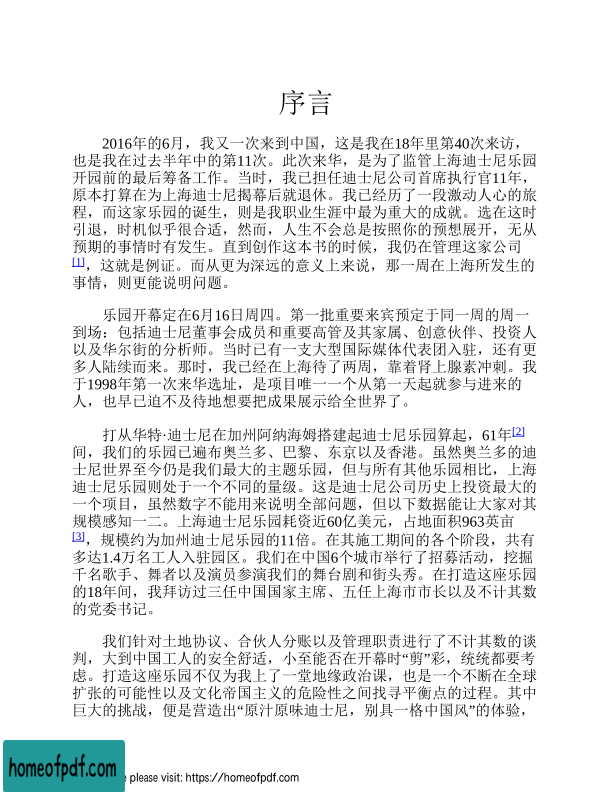 序言
2016年的6月，我又一次来到中国，这是我在18年里第40次来访，
也是我在过去半年中的第11次。此次来华，是为了监管上海迪士尼乐园
开园前的最后筹备工作。当时，我已担任迪士尼公司首席执行官11年，
原本打算在为上海迪士尼揭幕后就退休。我已经历了一段激动人心的旅
程，而这家乐园的诞生，则是我职业生涯中最为重大的成就。选在这时
引退，时机似乎很合适，然而，人生不会总是按照你的预想展开，无从
预期的事情时有发生。直到创作这本书的时候，我仍在管理这家公司
[1]，这就是例证。而从更为深远的意义上来说，那一周在上海所发生的
事情，则更能说明问题。
乐园开幕定在6月16日周四。第一批重要来宾预定于同一周的周一
到场：包括迪士尼董事会成员和重要高管及其家属、创意伙伴、投资人
以及华尔街的分析师。当时已有一支大型国际媒体代表团入驻，还有更
多人陆续而来。那时，我已经在上海待了两周，靠着肾上腺素冲刺。我
于1998年第一次来华选址，是项目唯一一个从第一天起就参与进来的
人，也早已迫不及待地想要把成果展示给全世界了。
打从华特·迪士尼在加州阿纳海姆搭建起迪士尼乐园算起，61年[2]
间，我们的乐园已遍布奥兰多、巴黎、东京以及香港。虽然奥兰多的迪
士尼世界至今仍是我们最大的主题乐园，但与所有其他乐园相比，上海
迪士尼乐园则处于一个不同的量级。这是迪士尼公司历史上投资最大的
一个项目，虽然数字不能用来说明全部问题，但以下数据能让大家对其
规模感知一二。上海迪士尼乐园耗资近60亿美元，占地面积963英亩
[3]，规模约为加州迪士尼乐园的11倍。在其施工期间的各个阶段，共有
多达1.4万名工人入驻园区。我们在中国6个城市举行了招募活动，挖掘
千名歌手、舞者以及演员参演我们的舞台剧和街头秀。在打造这座乐园
的18年间，我拜访过三任中国国家主席、五任上海市市长以及不计其数
的党委书记。
我们针对土地协议、合伙人分账以及管理职责进行了不计其数的谈
判，大到中国工人的安全舒适，小至能否在开幕时“剪”彩，统统都要考
虑。打造这座乐园不仅为我上了一堂地缘政治课，也是一个不断在全球
扩张的可能性以及文化帝国主义的危险性之间找寻平衡点的过程。其中
巨大的挑战，便是营造出“原汁原味迪士尼，别具一格中国风”的体验，
homeofpdf.com
please visit: https://homeofpdf.com